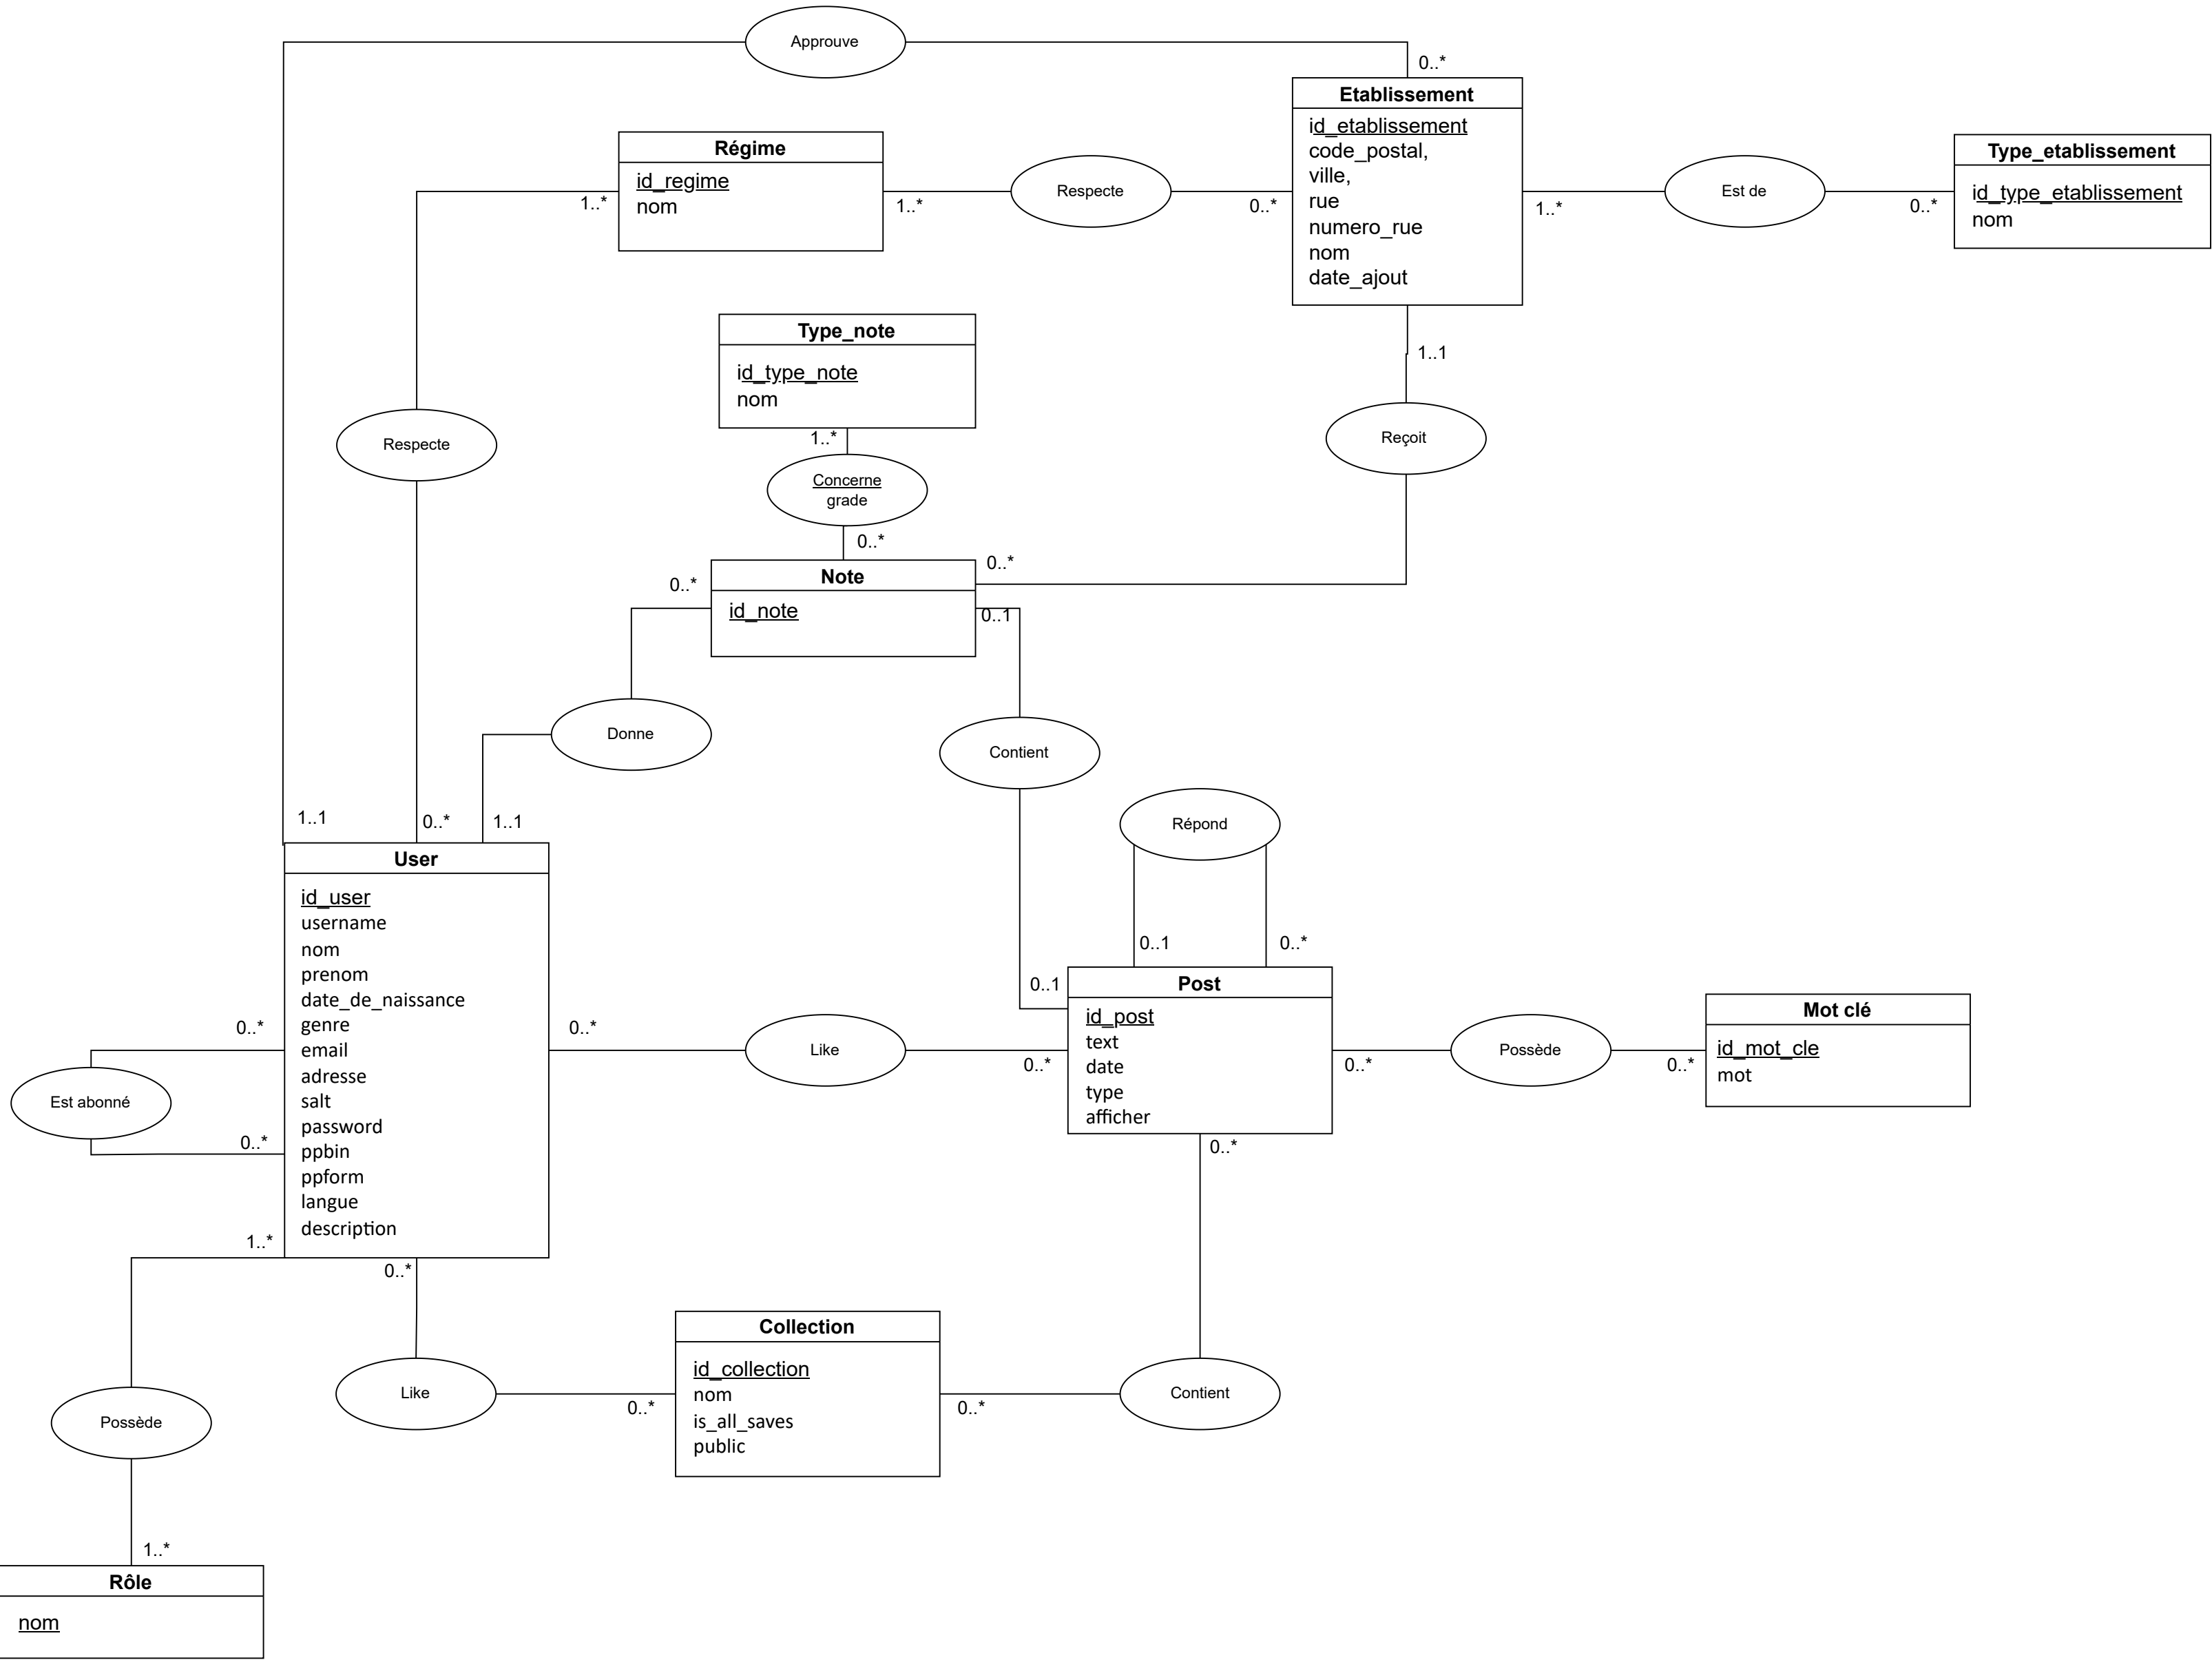 Approuve
0..*
Etablissement
id_etablissement
code_postal,
ville,
rue
numero_rue
nom
date_ajout
Régime
id_regime
nom
1..*
1..*
Respecte
0..*
1..*
Est de
0..*
Type_etablissement
id_type_etablissement
nom
Type_note
id_type_note
nom
1..*
Concerne
grade
0..*
1..1
Reçoit
Respecte
0..*
0..*
Note
id_note
0..1
Donne
Contient
Répond
1..1
0..*
1..1
User
id_user
username
nom
prenom
date_de_naissance
genre
email
adresse
salt
password
ppbin
ppform
langue
description
0..1
0..*
0..1
Post
id_post
text
date
type
afficher
0..*
Est abonné
0..*
0..*
Like
0..*
0..*
Possède
0..*
Mot clé
id_mot_cle
mot
0..*
1..*
0..*
Collection
id_collection
nom
is_all_saves
public
Like
0..*
0..*
Contient
Possède
1..*
Rôle
nom